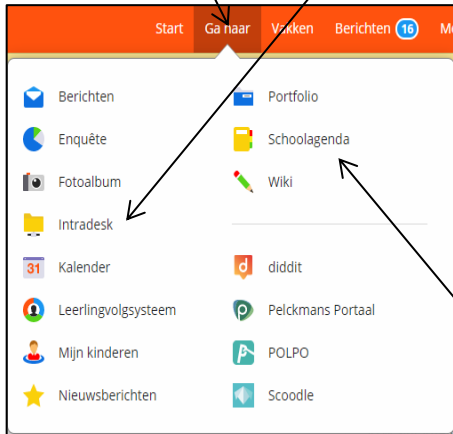 Start Ga naar Vakken Berichten 16
Berichten
Enquête
Fotoalbum
Intradesk
31 Kalender
Leerlingvolgsysteem
Mijn kinderen
Nieuwsberichten
Portfolio
Schoolagenda
Wiki
d diddit
Pelckmans Portaal
POLPO
Scoodle